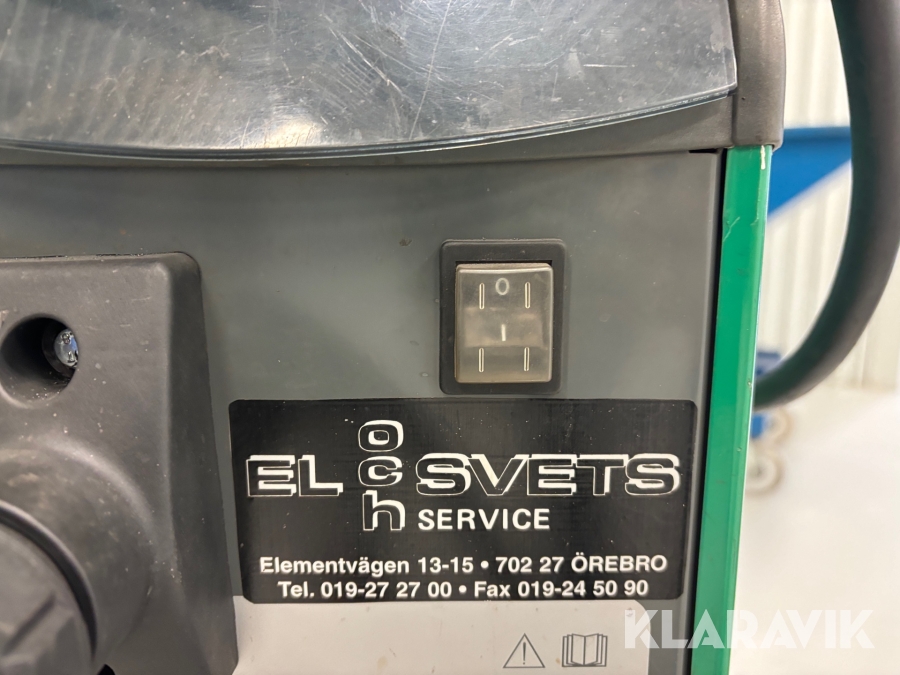 O
I
EL och SVETS
SERVICE
Elementvägen 13-15 • 702 27 ÖREBRO
Tel. 019-27 27 00 • Fax 019-24 50 90
KLARAVIK